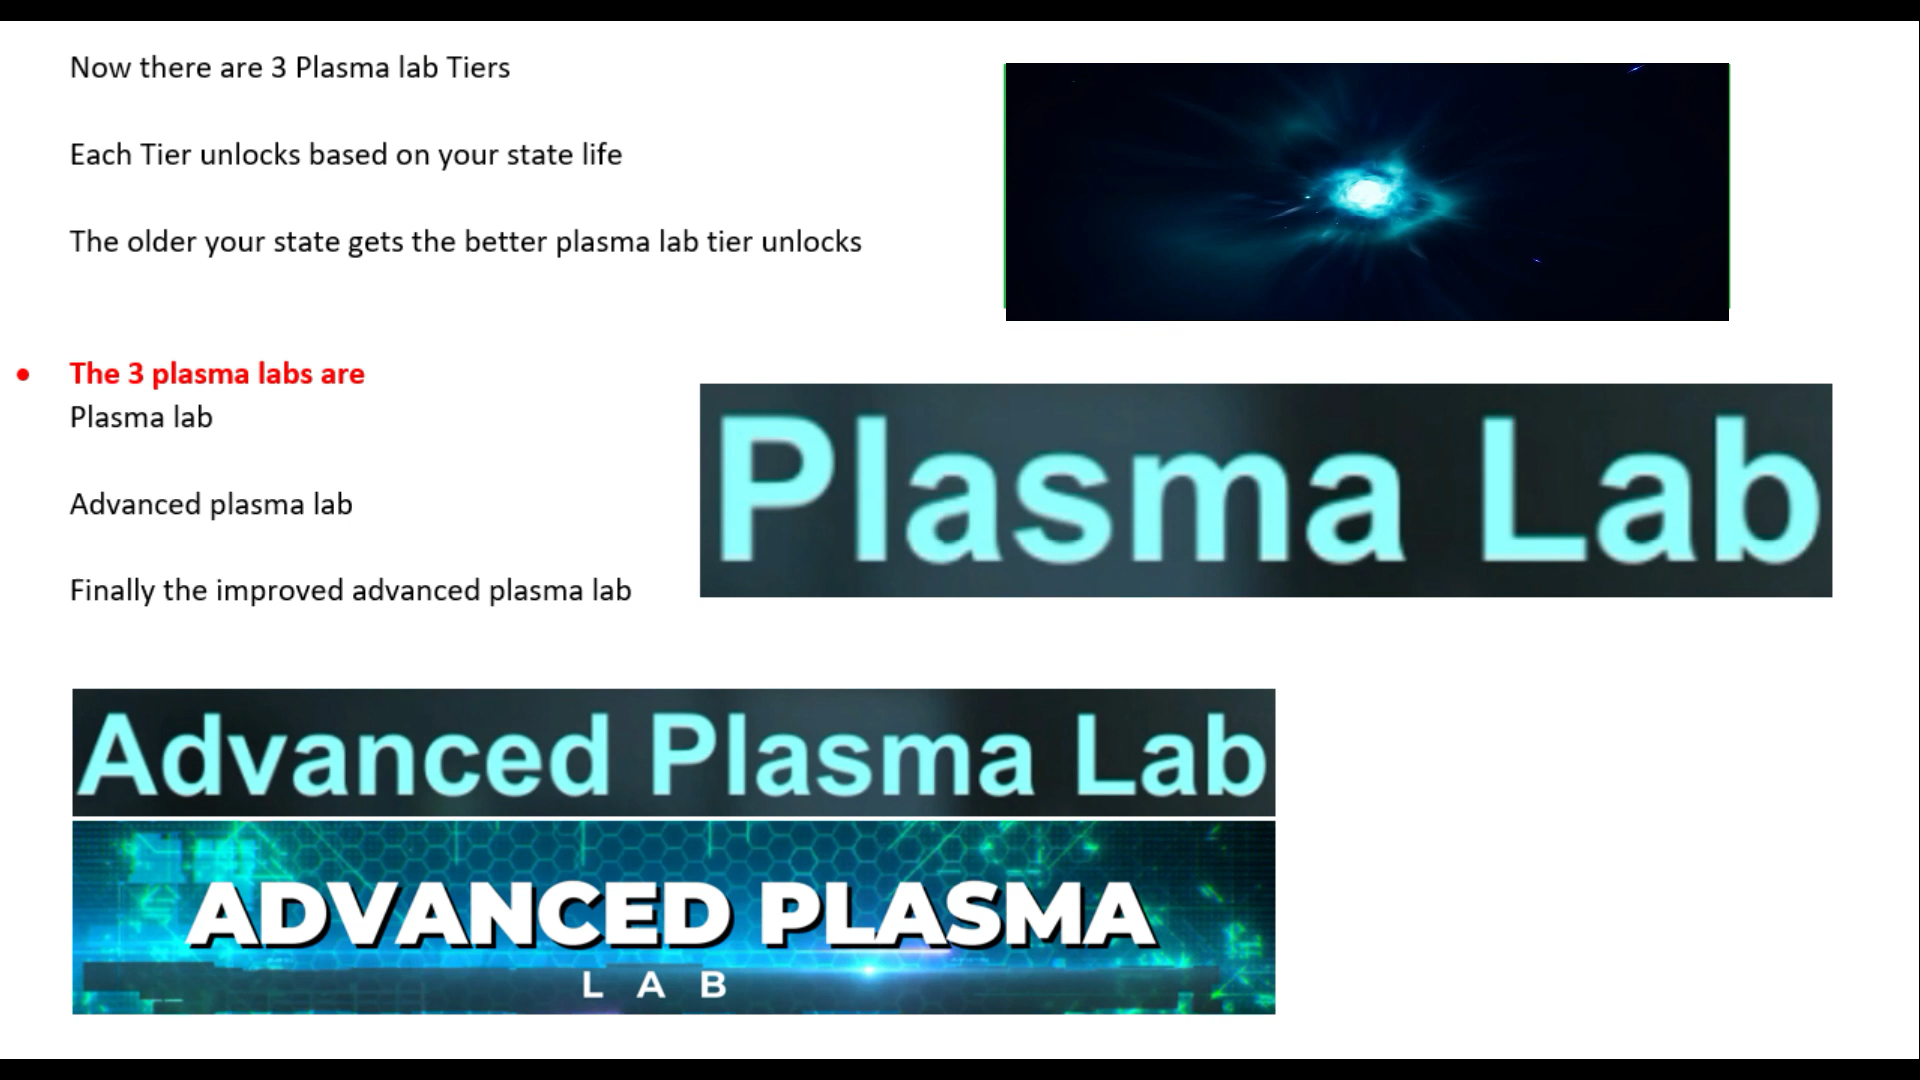 Now there are 3 Plasma lab Tiers
Each Tier unlocks based on your state life
The older your state gets the better plasma lab tier unlocks
The 3 plasma labs are
Plasma lab
Advanced plasma lab
Finally the improved advanced plasma lab
Plasma Lab
Advanced Plasma Lab
ADVANCED PLASMA
LAB